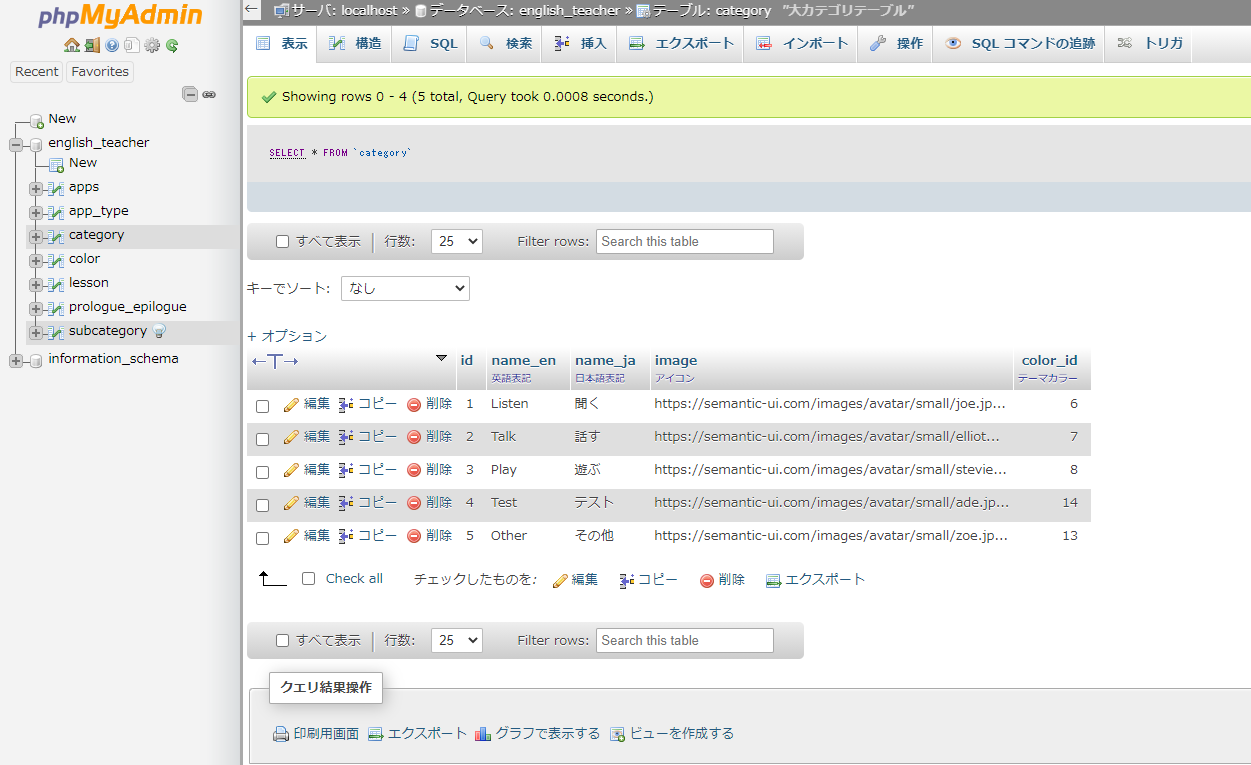 phpMyAdmin
Recent Favorites
New
english_teacher
New
apps
app_type
category
color
lesson
prologue_epilogue
subcategory
information_schema
サーバ: localhost » データベース: english_teacher » テーブル: category "大カテゴリテーブル"
表示 構造 SQL 検索 挿入 エクスポート インポート 操作 SQL コマンドの追跡 トリガ
Showing rows 0 - 4 (5 total, Query took 0.0008 seconds.)
SELECT * FROM `category`
すべて表示 | 行数: 25 Filter rows: Search this table
キーでソート: なし
+ オプション
←T→ id name_en name_ja image color_id
英語表記 日本語表記 アイコン テーマカラー
編集 コピー 削除 1 Listen 聞く https://semantic-ui.com/images/avatar/small/joe.jp... 6
編集 コピー 削除 2 Talk 話す https://semantic-ui.com/images/avatar/small/elliot... 7
編集 コピー 削除 3 Play 遊ぶ https://semantic-ui.com/images/avatar/small/stevie... 8
編集 コピー 削除 4 Test テスト https://semantic-ui.com/images/avatar/small/ade.jp... 14
編集 コピー 削除 5 Other その他 https://semantic-ui.com/images/avatar/small/zoe.jp... 13
Check all チェックしたものを: 編集 コピー 削除 エクスポート
すべて表示 | 行数: 25 Filter rows: Search this table
クエリ結果操作
印刷用画面 エクスポート グラフで表示する ビューを作成する